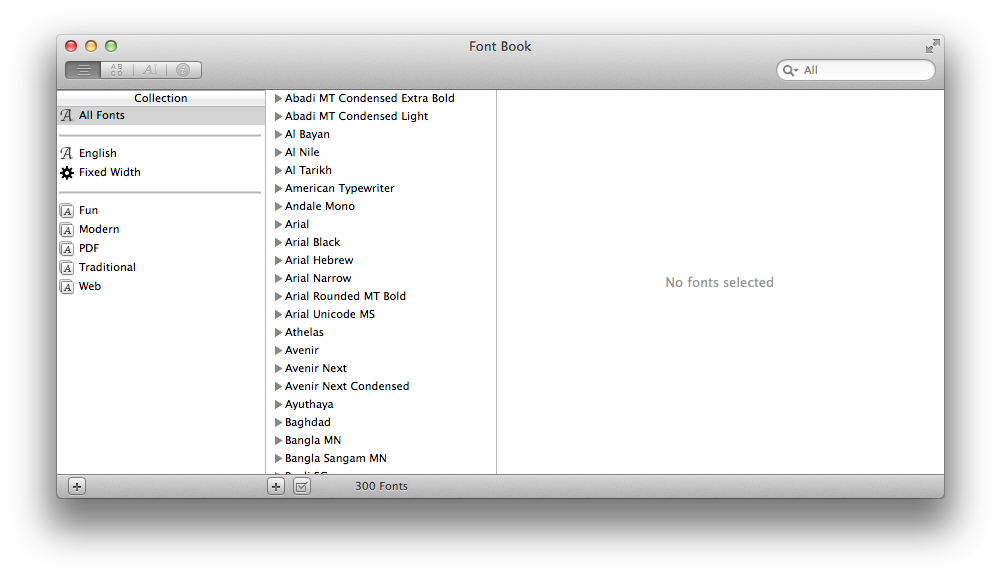 Font Book
All
Collection
All Fonts
English
Fixed Width
Fun
Modern
PDF
Traditional
Web
Abadi MT Condensed Extra Bold
Abadi MT Condensed Light
Al Bayan
Al Nile
Al Tarikh
American Typewriter
Andale Mono
Arial
Arial Black
Arial Hebrew
Arial Narrow
Arial Rounded MT Bold
Arial Unicode MS
Athelas
Avenir
Avenir Next
Avenir Next Condensed
Ayuthaya
Baghdad
Bangla MN
Bangla Sangam MN
No fonts selected
300 Fonts